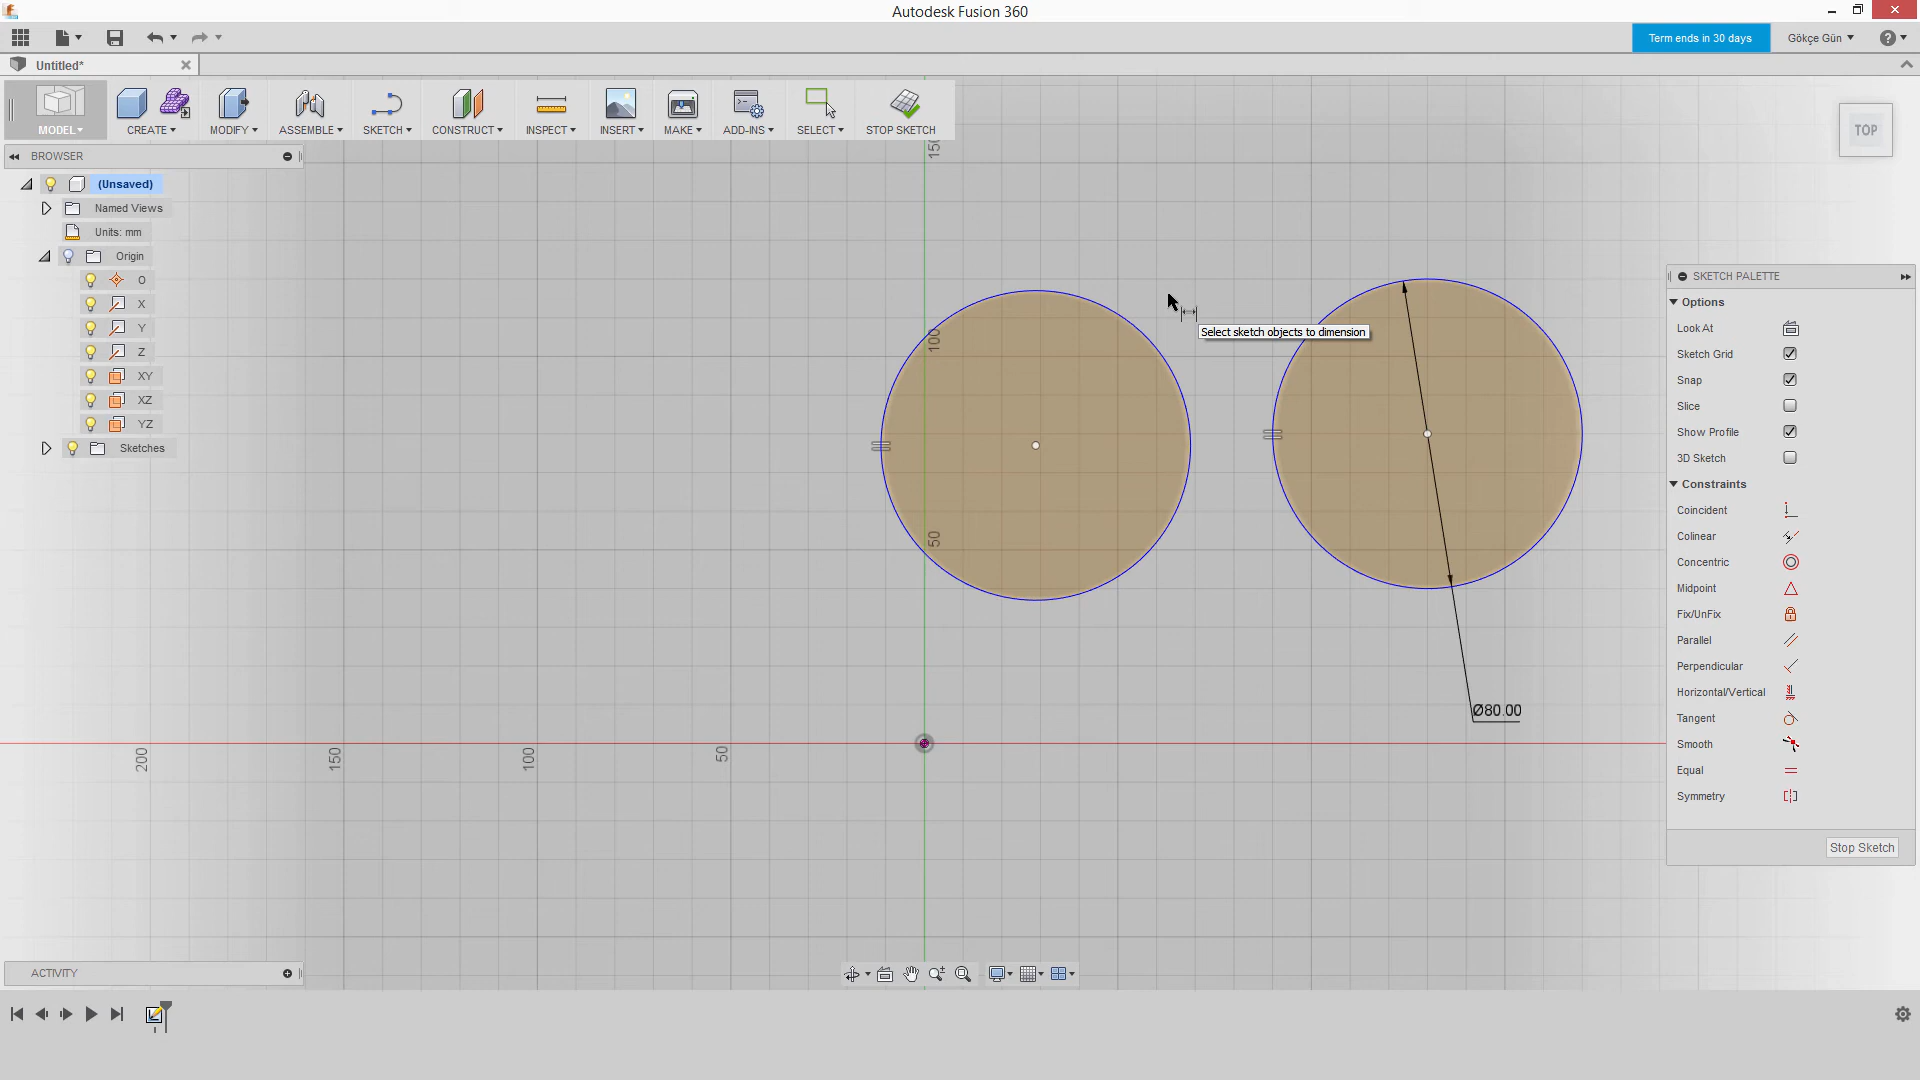 Autodesk Fusion 360
Term ends in 30 days
Gökçe Gün
Untitled*
MODEL
CREATE
MODIFY
ASSEMBLE
SKETCH
CONSTRUCT
INSPECT
INSERT
MAKE
ADD-INS
SELECT
STOP SKETCH
TOP
BROWSER
(Unsaved)
Named Views
Units: mm
Origin
O
X
Y
Z
XY
XZ
YZ
Sketches
150
100
50
Select sketch objects to dimension
Ø80.00
200
150
100
50
SKETCH PALETTE
Options
Look At
Sketch Grid
Snap
Slice
Show Profile
3D Sketch
Constraints
Coincident
Colinear
Concentric
Midpoint
Fix/UnFix
Parallel
Perpendicular
Horizontal/Vertical
Tangent
Smooth
Equal
Symmetry
Stop Sketch
ACTIVITY